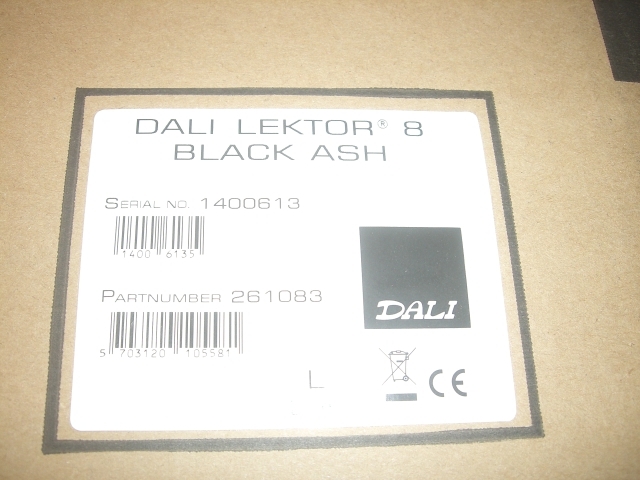 DALI LEKTOR® 8
BLACK ASH
SERIAL NO. 1400613
1400 6135
PARTNUMBER 261083
5 703120 105581
DALI
L
CE